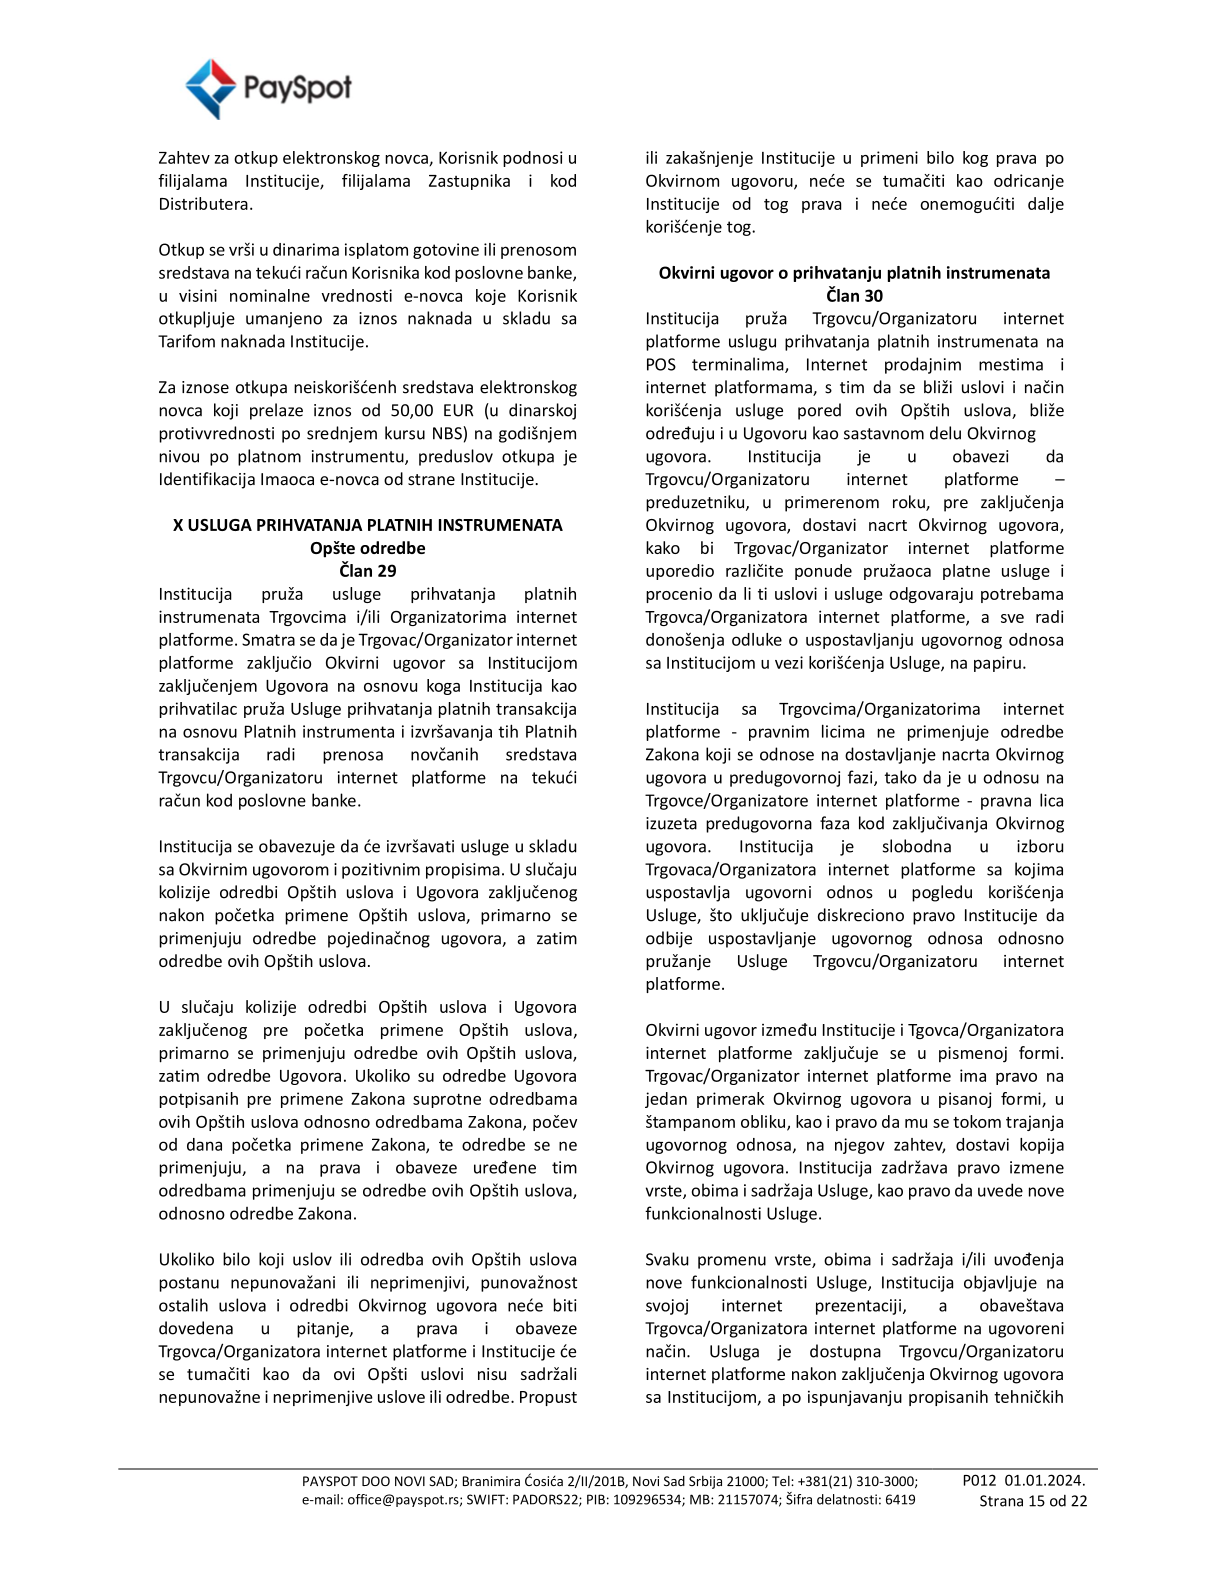 PaySpot
Zahtev za otkup elektronskog novca, Korisnik podnosi u
filijalama Institucije, filijalama Zastupnika i kod
Distributera.
Otkup se vrši u dinarima isplatom gotovine ili prenosom
sredstava na tekući račun Korisnika kod poslovne banke,
u visini nominalne vrednosti e-novca koje Korisnik
otkupljuje umanjeno za iznos naknada u skladu sa
Tarifom naknada Institucije.
Za iznose otkupa neiskorišćenh sredstava elektronskog
novca koji prelaze iznos od 50,00 EUR (u dinarskoj
protivvrednosti po srednjem kursu NBS) na godišnjem
nivou po platnom instrumentu, preduslov otkupa je
Identifikacija Imaoca e-novca od strane Institucije.
X USLUGA PRIHVATANJA PLATNIH INSTRUMENATA
Opšte odredbe
Član 29
Institucija pruža usluge prihvatanja platnih
instrumenata Trgovcima i/ili Organizatorima internet
platforme. Smatra se da je Trgovac/Organizator internet
platforme zaključio Okvirni ugovor sa Institucijom
zaključenjem Ugovora na osnovu koga Institucija kao
prihvatilac pruža Usluge prihvatanja platnih transakcija
na osnovu Platnih instrumenta i izvršavanja tih Platnih
transakcija radi prenosa novčanih sredstava
Trgovcu/Organizatoru internet platforme na tekući
račun kod poslovne banke.
Institucija se obavezuje da će izvršavati usluge u skladu
sa Okvirnim ugovorom i pozitivnim propisima. U slučaju
kolizije odredbi Opštih uslova i Ugovora zaključenog
nakon početka primene Opštih uslova, primarno se
primenjuju odredbe pojedinačnog ugovora, a zatim
odredbe ovih Opštih uslova.
U slučaju kolizije odredbi Opštih uslova i Ugovora
zaključenog pre početka primene Opštih uslova,
primarno se primenjuju odredbe ovih Opštih uslova,
zatim odredbe Ugovora. Ukoliko su odredbe Ugovora
potpisanih pre primene Zakona suprotne odredbama
ovih Opštih uslova odnosno odredbama Zakona, počev
od dana početka primene Zakona, te odredbe se ne
primenjuju, a na prava i obaveze uređene tim
odredbama primenjuju se odredbe ovih Opštih uslova,
odnosno odredbe Zakona.
Ukoliko bilo koji uslov ili odredba ovih Opštih uslova
postanu nepunovažani ili neprimenjivi, punovažnost
ostalih uslova i odredbi Okvirnog ugovora neće biti
dovedena u pitanje, a prava i obaveze
Trgovca/Organizatora internet platforme i Institucije će
se tumačiti kao da ovi Opšti uslovi nisu sadržali
nepunovažne i neprimenjive uslove ili odredbe. Propust
ili zakašnjenje Institucije u primeni bilo kog prava po
Okvirnom ugovoru, neće se tumačiti kao odricanje
Institucije od tog prava i neće onemogućiti dalje
korišćenje tog.
Okvirni ugovor o prihvatanju platnih instrumenata
Član 30
Institucija pruža Trgovcu/Organizatoru internet
platforme uslugu prihvatanja platnih instrumenata na
POS terminalima, Internet prodajnim mestima i
internet platformama, s tim da se bliži uslovi i način
korišćenja usluge pored ovih Opštih uslova, bliže
određuju i u Ugovoru kao sastavnom delu Okvirnog
ugovora. Institucija je u obavezi da
Trgovcu/Organizatoru internet platforme –
preduzetniku, u primerenom roku, pre zaključenja
Okvirnog ugovora, dostavi nacrt Okvirnog ugovora,
kako bi Trgovac/Organizator internet platforme
uporedio različite ponude pružaoca platne usluge i
procenio da li ti uslovi i usluge odgovaraju potrebama
Trgovca/Organizatora internet platforme, a sve radi
donošenja odluke o uspostavljanju ugovornog odnosa
sa Institucijom u vezi korišćenja Usluge, na papiru.
Institucija sa Trgovcima/Organizatorima internet
platforme - pravnim licima ne primenjuje odredbe
Zakona koji se odnose na dostavljanje nacrta Okvirnog
ugovora u predugovornoj fazi, tako da je u odnosu na
Trgovce/Organizatore internet platforme - pravna lica
izuzeta predugovorna faza kod zaključivanja Okvirnog
ugovora. Institucija je slobodna u izboru
Trgovaca/Organizatora internet platforme sa kojima
uspostavlja ugovorni odnos u pogledu korišćenja
Usluge, što uključuje diskreciono pravo Institucije da
odbije uspostavljanje ugovornog odnosa odnosno
pružanje Usluge Trgovcu/Organizatoru internet
platforme.
Okvirni ugovor između Institucije i Tgovca/Organizatora
internet platforme zaključuje se u pismenoj formi.
Trgovac/Organizator internet platforme ima pravo na
jedan primerak Okvirnog ugovora u pisanoj formi, u
štampanom obliku, kao i pravo da mu se tokom trajanja
ugovornog odnosa, na njegov zahtev, dostavi kopija
Okvirnog ugovora. Institucija zadržava pravo izmene
vrste, obima i sadržaja Usluge, kao pravo da uvede nove
funkcionalnosti Usluge.
Svaku promenu vrste, obima i sadržaja i/ili uvođenja
nove funkcionalnosti Usluge, Institucija objavljuje na
svojoj internet prezentaciji, a obaveštava
Trgovca/Organizatora internet platforme na ugovoreni
način. Usluga je dostupna Trgovcu/Organizatoru
internet platforme nakon zaključenja Okvirnog ugovora
sa Institucijom, a po ispunjavanju propisanih tehničkih
PAYSPOT DOO NOVI SAD; Branimira Ćosića 2/II/201B, Novi Sad Srbija 21000; Tel: +381(21) 310-3000;
e-mail: office@payspot.rs; SWIFT: PADORS22; PIB: 109296534; MB: 21157074; Šifra delatnosti: 6419
P012 01.01.2024.
Strana 15 od 22